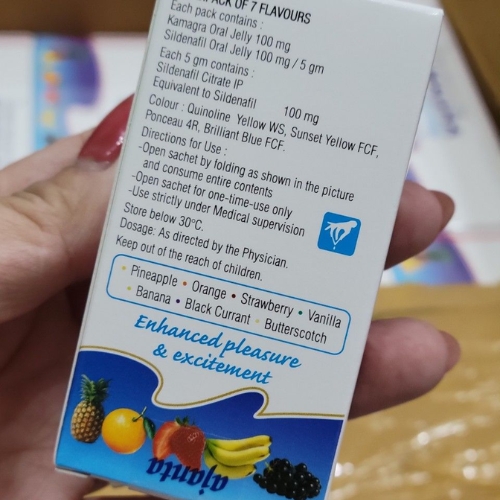 PACK OF 7 FLAVOURS
Each pack contains :
Kamagra Oral Jelly 100 mg
Sildenafil Oral Jelly 100 mg / 5 gm
Each 5 gm contains :
Sildenafil Citrate IP
Equivalent to Sildenafil 100 mg
Colour : Quinoline Yellow WS, Sunset Yellow FCF,
Ponceau 4R, Brilliant Blue FCF.
Directions for Use :
-Open sachet by folding as shown in the picture
and consume entire contents
-Open sachet for one-time-use only
-Use strictly under Medical supervision
Store below 30°C.
Dosage: As directed by the Physician.
Keep out of the reach of children.
• Pineapple • Orange • Strawberry • Vanilla
• Banana • Black Currant • Butterscotch
Enhanced pleasure
& excitement
ajanta